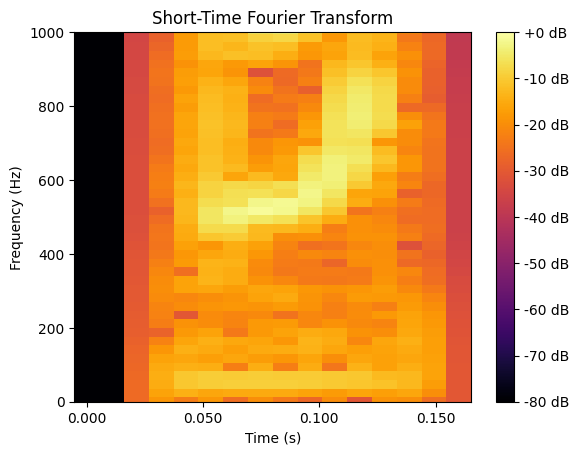 Short-Time Fourier Transform
Frequency (Hz)
1000
800
600
400
200
0
0.000
0.050
0.100
0.150
Time (s)
+0 dB
-10 dB
-20 dB
-30 dB
-40 dB
-50 dB
-60 dB
-70 dB
-80 dB